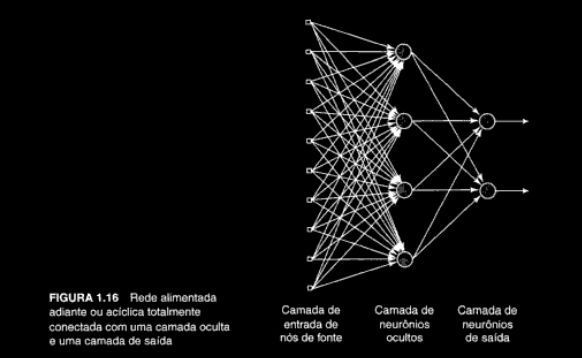 FIGURA 1.16 Rede alimentada
adiante ou acíclica totalmente
conectada com uma camada oculta
e uma camada de saída
Camada de
entrada de
nós de fonte
Camada de
neurônios
ocultos
Camada de
neurônios
de saída